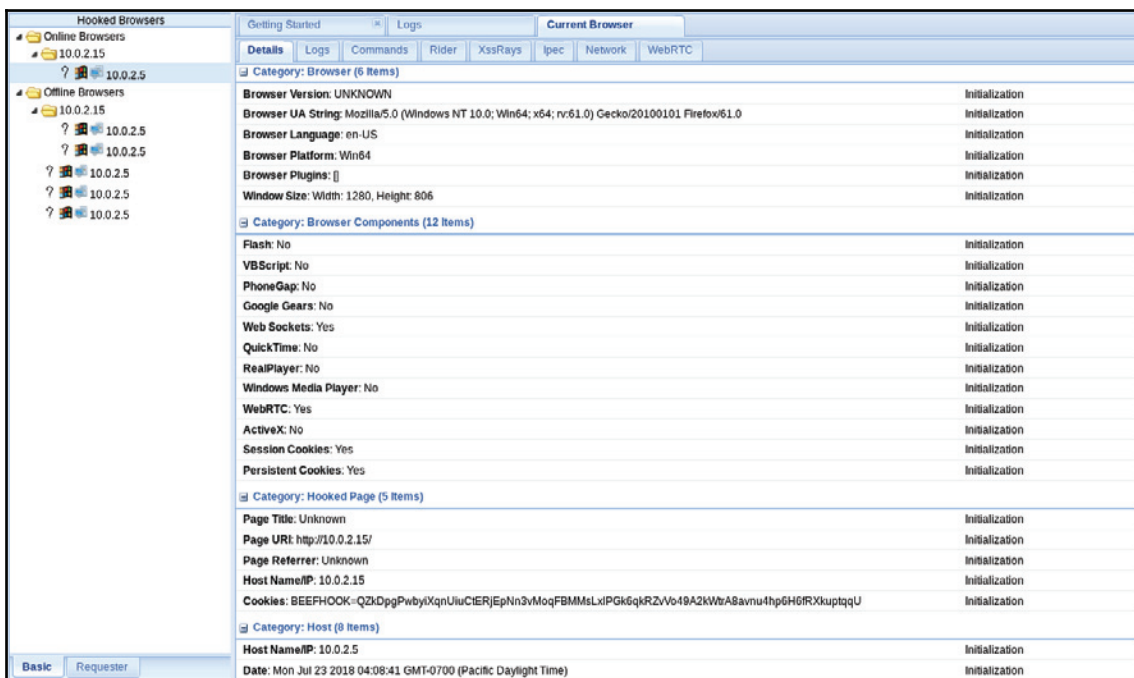 Hooked Browsers
Online Browsers
10.0.2.15
? 10.0.2.5
Offline Browsers
10.0.2.15
? 10.0.2.5
? 10.0.2.5
? 10.0.2.5
? 10.0.2.5
? 10.0.2.5
Basic Requester
Getting Started Logs Current Browser
Details Logs Commands Rider XssRays Ipec Network WebRTC
Category: Browser (6 Items)
Browser Version: UNKNOWN Initialization
Browser UA String: Mozilla/5.0 (Windows NT 10.0; Win64; x64; rv:61.0) Gecko/20100101 Firefox/61.0 Initialization
Browser Language: en-US Initialization
Browser Platform: Win64 Initialization
Browser Plugins: [] Initialization
Window Size: Width: 1280, Height: 806 Initialization
Category: Browser Components (12 Items)
Flash: No Initialization
VBScript: No Initialization
PhoneGap: No Initialization
Google Gears: No Initialization
Web Sockets: Yes Initialization
QuickTime: No Initialization
RealPlayer: No Initialization
Windows Media Player: No Initialization
WebRTC: Yes Initialization
ActiveX: No Initialization
Session Cookies: Yes Initialization
Persistent Cookies: Yes Initialization
Category: Hooked Page (5 Items)
Page Title: Unknown Initialization
Page URI: http://10.0.2.15/ Initialization
Page Referrer: Unknown Initialization
Host Name/IP: 10.0.2.15 Initialization
Cookies: Initialization
Category: Host (8 Items)
Host Name/IP: 10.0.2.5 Initialization
Date: Mon Jul 23 2018 04:08:41 GMT-0700 (Pacific Daylight Time) Initialization